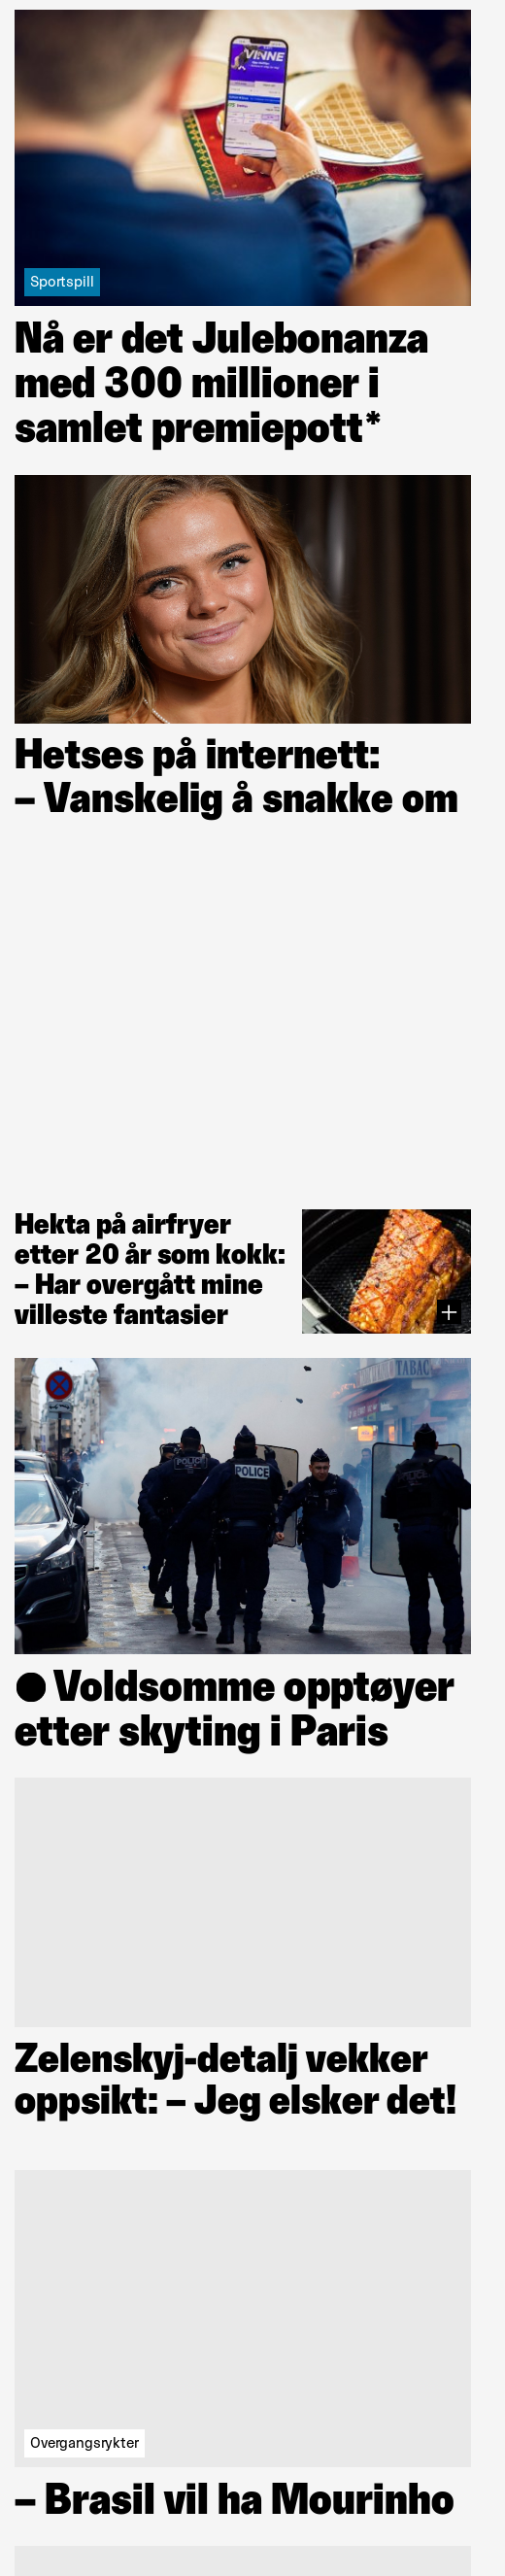 VINNE
Sportspill
Nå er det Julebonanza
med 300 millioner i
samlet premiepott*
Hetses på internett:
– Vanskelig å snakke om
Hekta på airfryer
etter 20 år som kokk:
– Har overgått mine
villeste fantasier
TABAC
POLICE
POLICE
● Voldsomme opptøyer
etter skyting i Paris
Zelenskyj-detalj vekker
oppsikt: – Jeg elsker det!
Overgangsrykter
– Brasil vil ha Mourinho